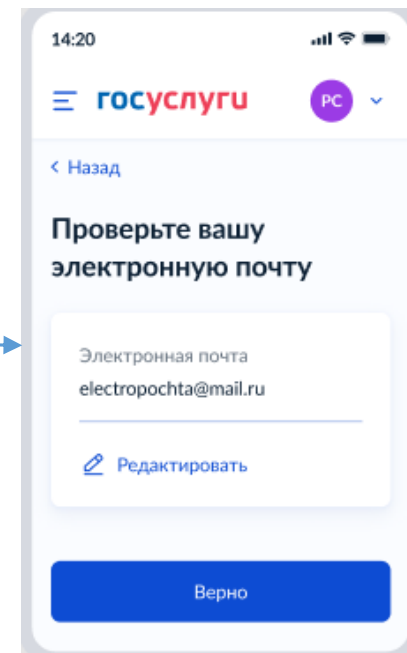 14:20
госуслуги
РС
Назад
Проверьте вашу
электронную почту
Электронная почта
electropochta@mail.ru
Редактировать
Верно